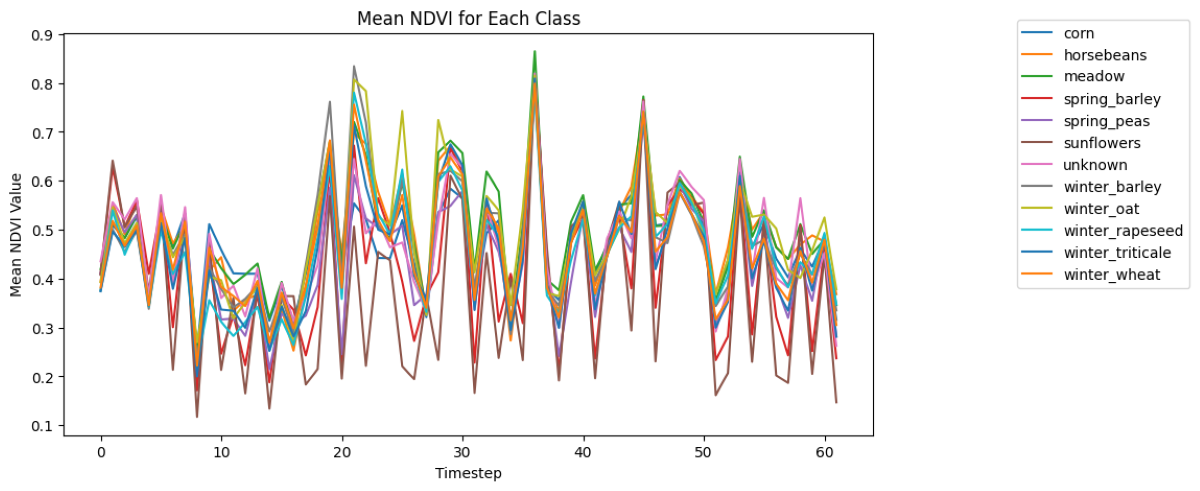 Mean NDVI for Each Class
Mean NDVI Value
0.9
0.8
0.7
0.6
0.5
0.4
0.3
0.2
0.1
0
10
20
30
40
50
60
Timestep
corn
horsebeans
meadow
spring_barley
spring_peas
sunflowers
unknown
winter_barley
winter_oat
winter_rapeseed
winter_triticale
winter_wheat